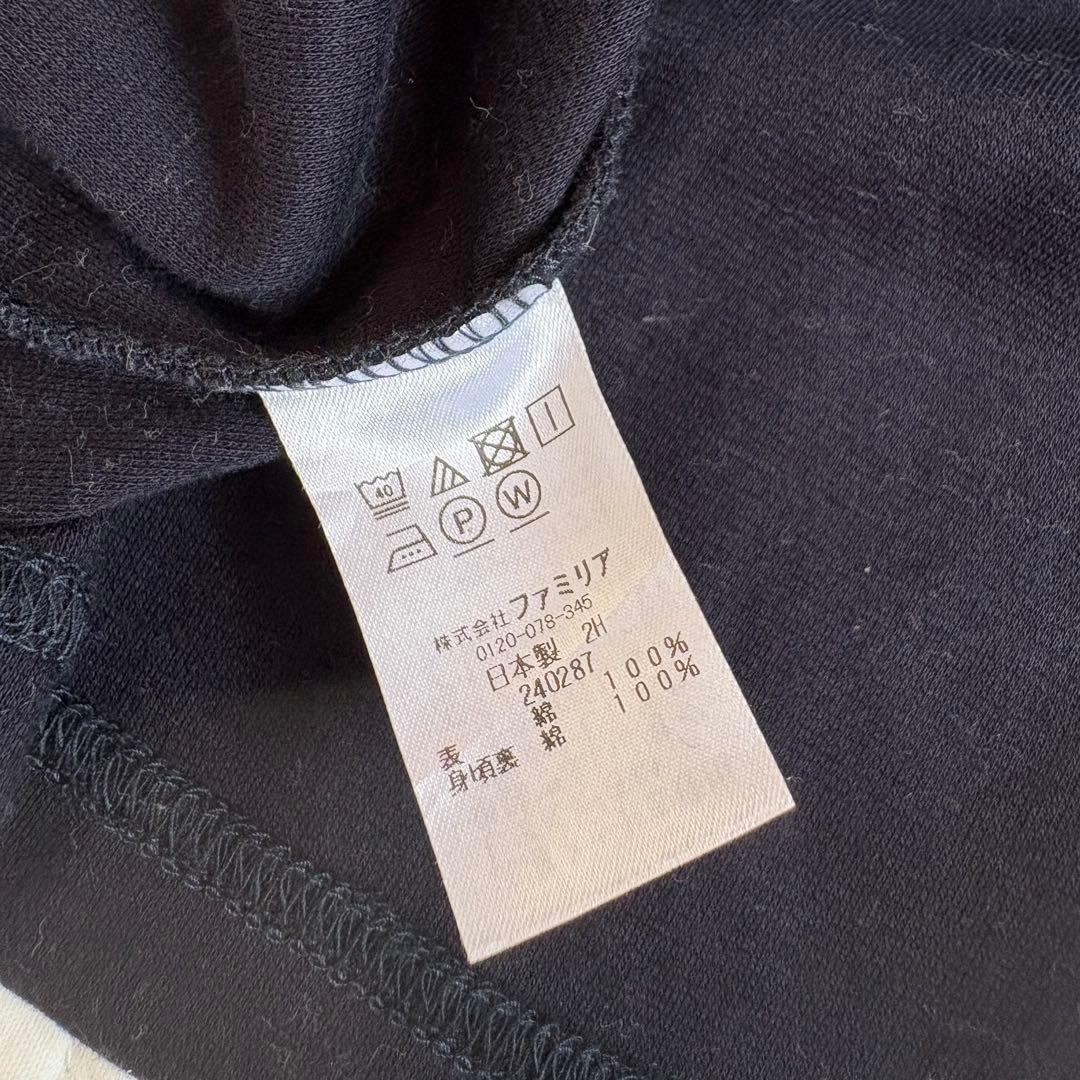 40
P W
株式会社ファミリア
0120-078-345
日本製 2H
240287
表 綿 100%
身頃裏 綿 100%